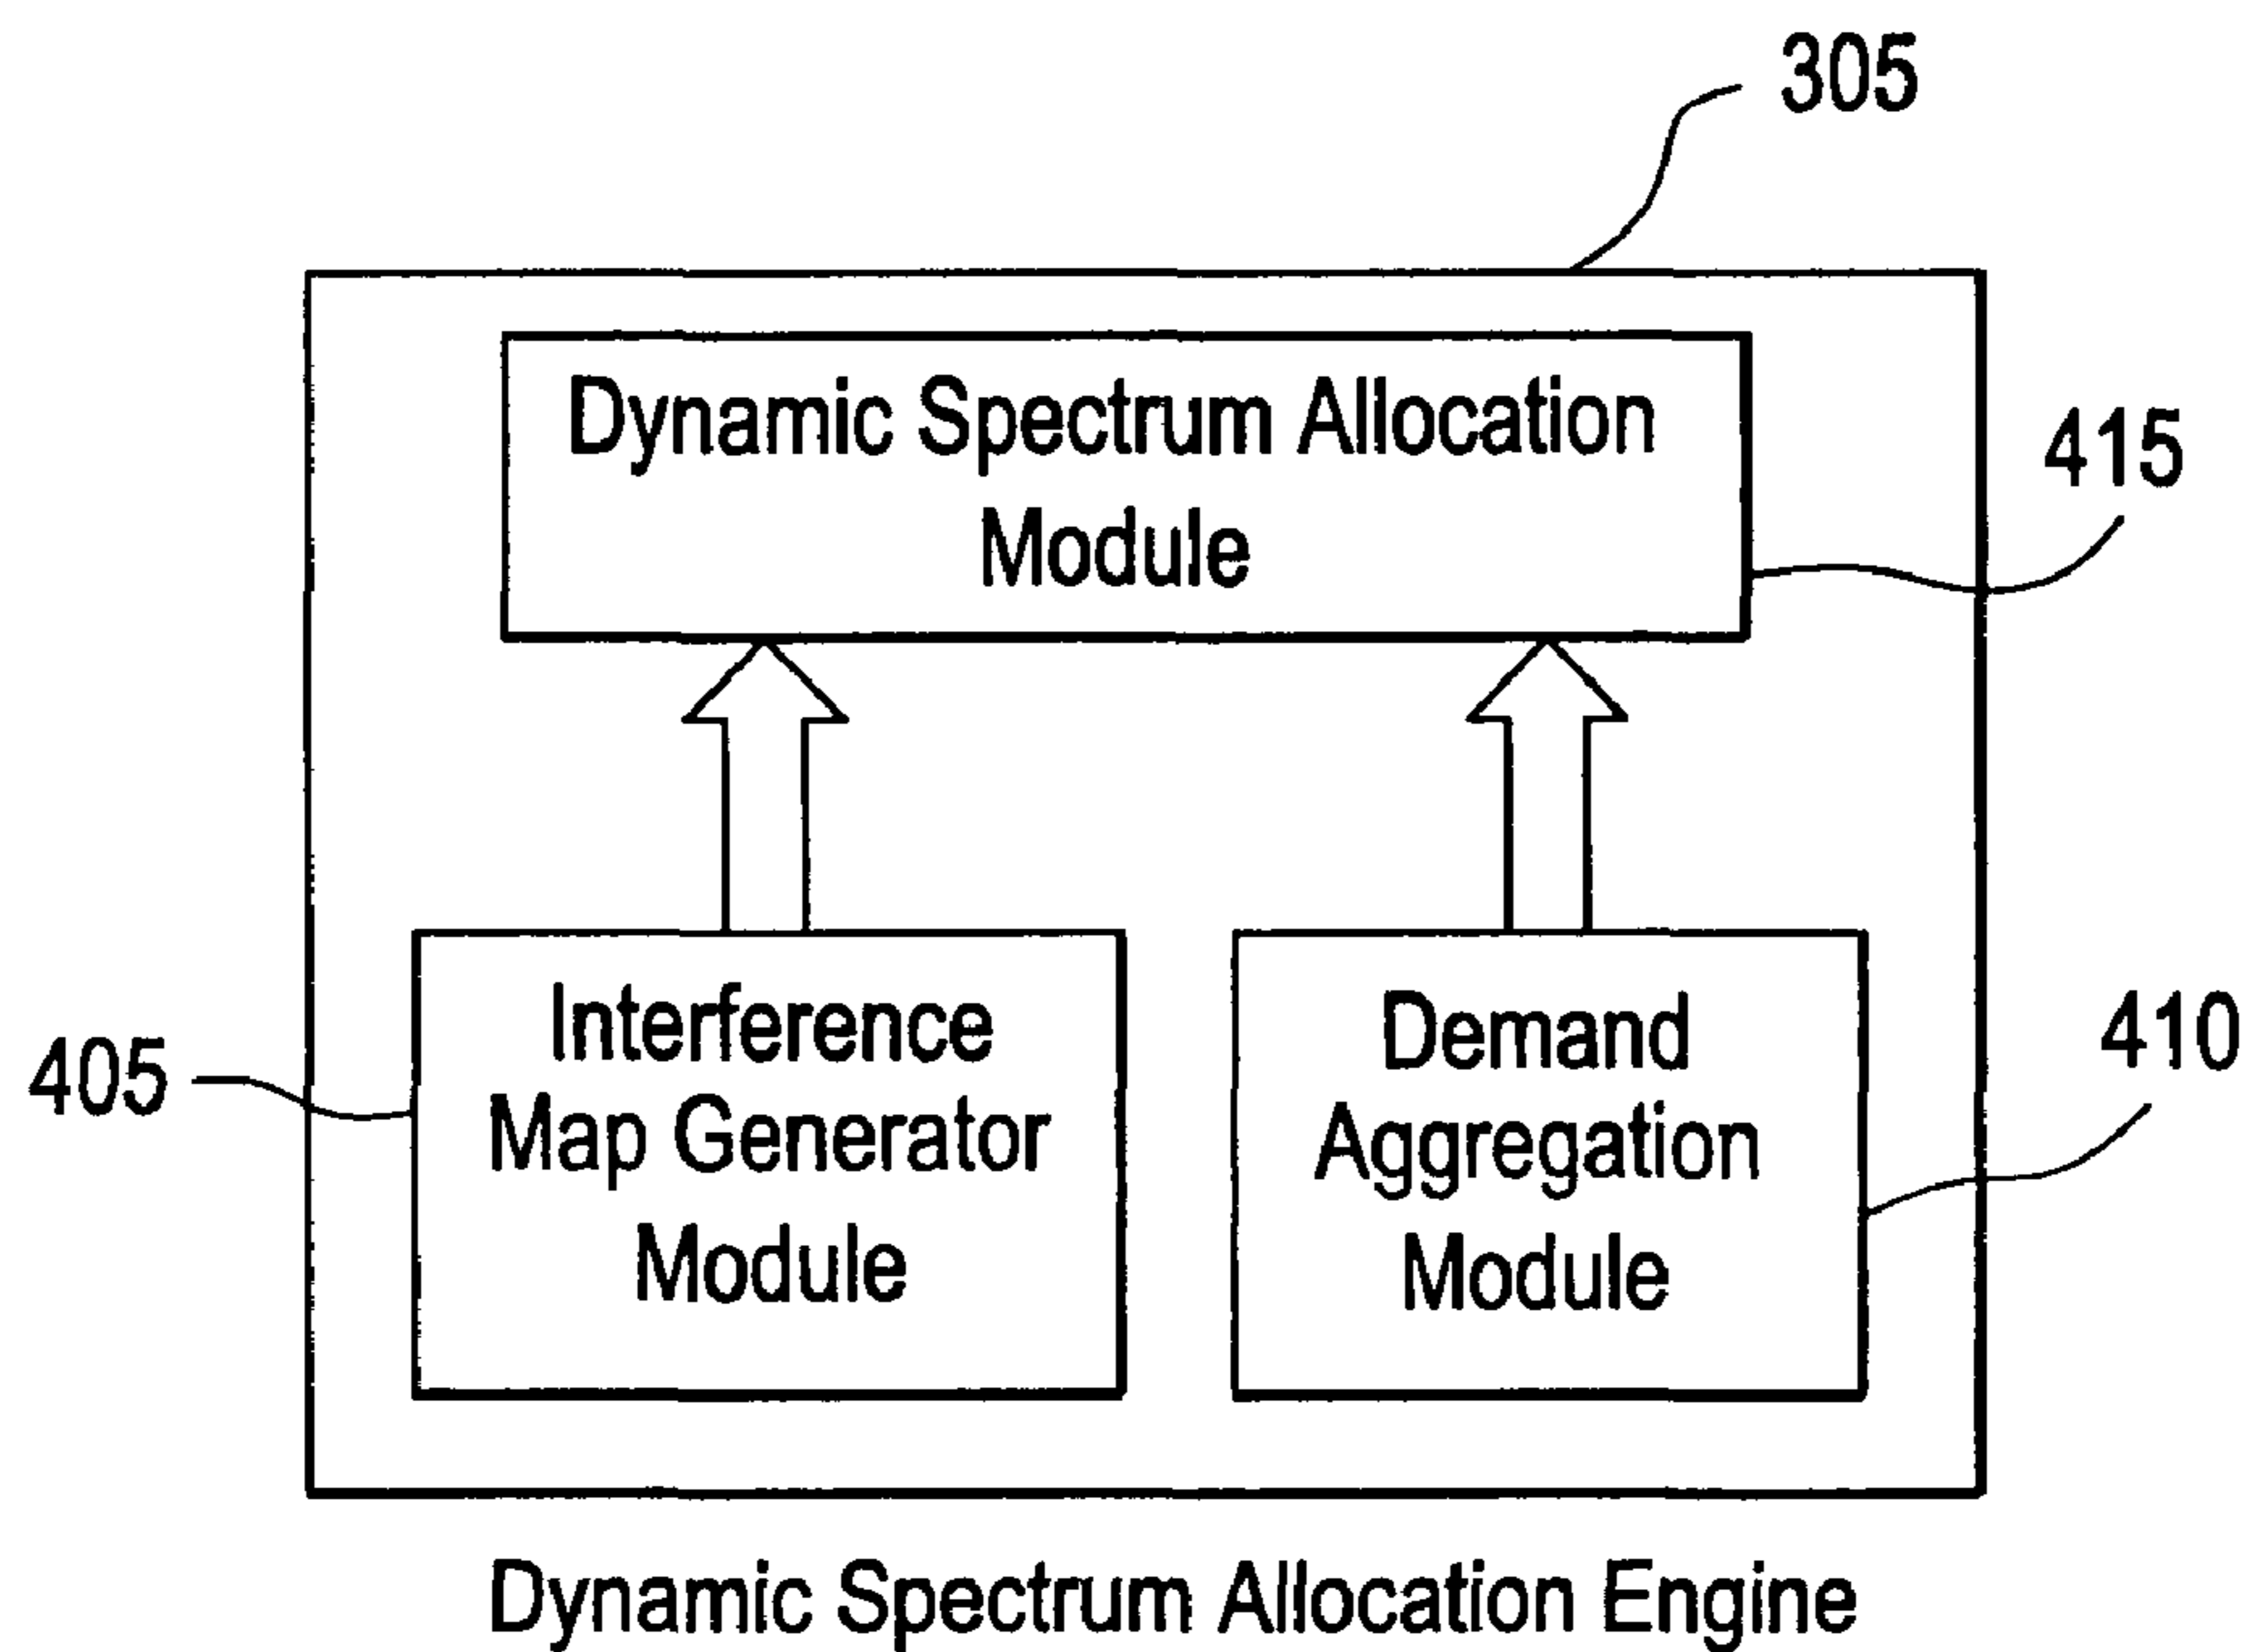 305
Dynamic Spectrum Allocation
Module
415
Interference
Map Generator
Module
405
Demand
Aggregation
Module
410
Dynamic Spectrum Allocation Engine